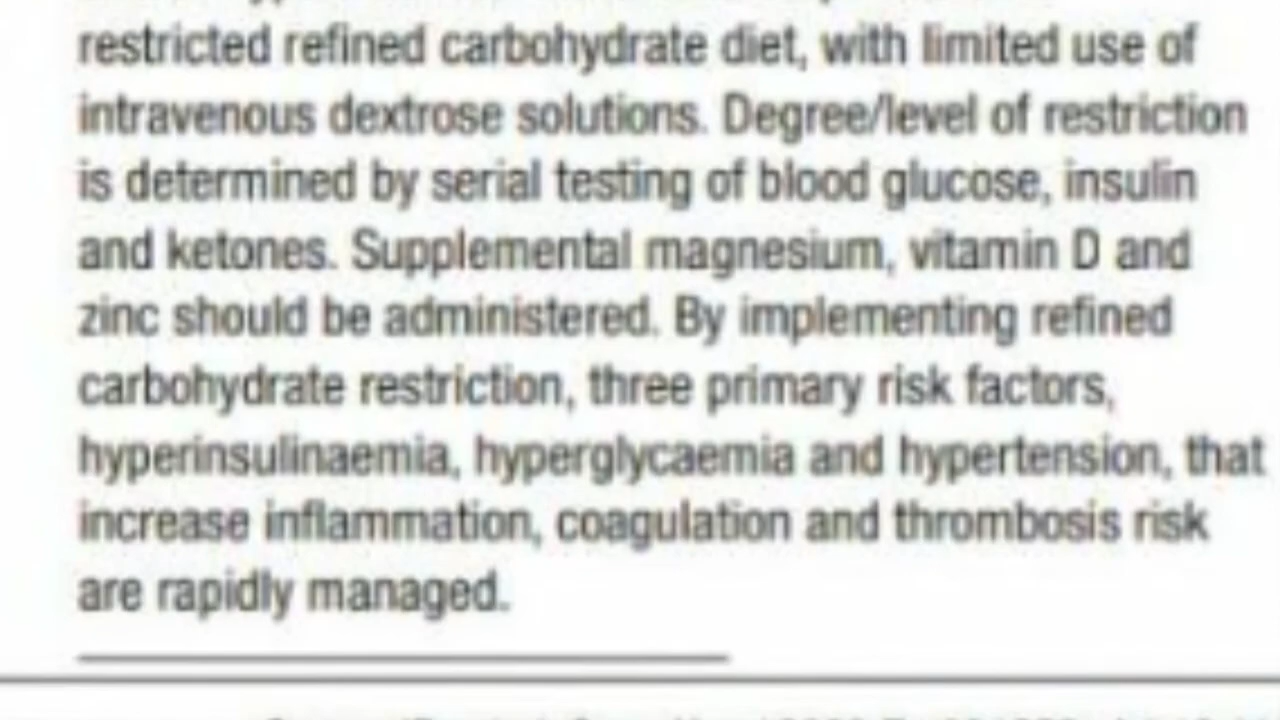 restricted refined carbohydrate diet, with limited use of
intravenous dextrose solutions. Degree/level of restriction
is determined by serial testing of blood glucose, insulin
and ketones. Supplemental magnesium, vitamin D and
zinc should be administered. By implementing refined
carbohydrate restriction, three primary risk factors,
hyperinsulinaemia, hyperglycaemia and hypertension, that
increase inflammation, coagulation and thrombosis risk
are rapidly managed.